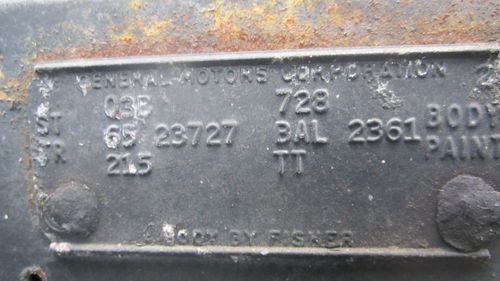 GENERAL MOTORS CORPORATION
03B 728
ST 65 23727 BAL 2361 BODY
TR 215 TT PAINT
BODY BY FISHER